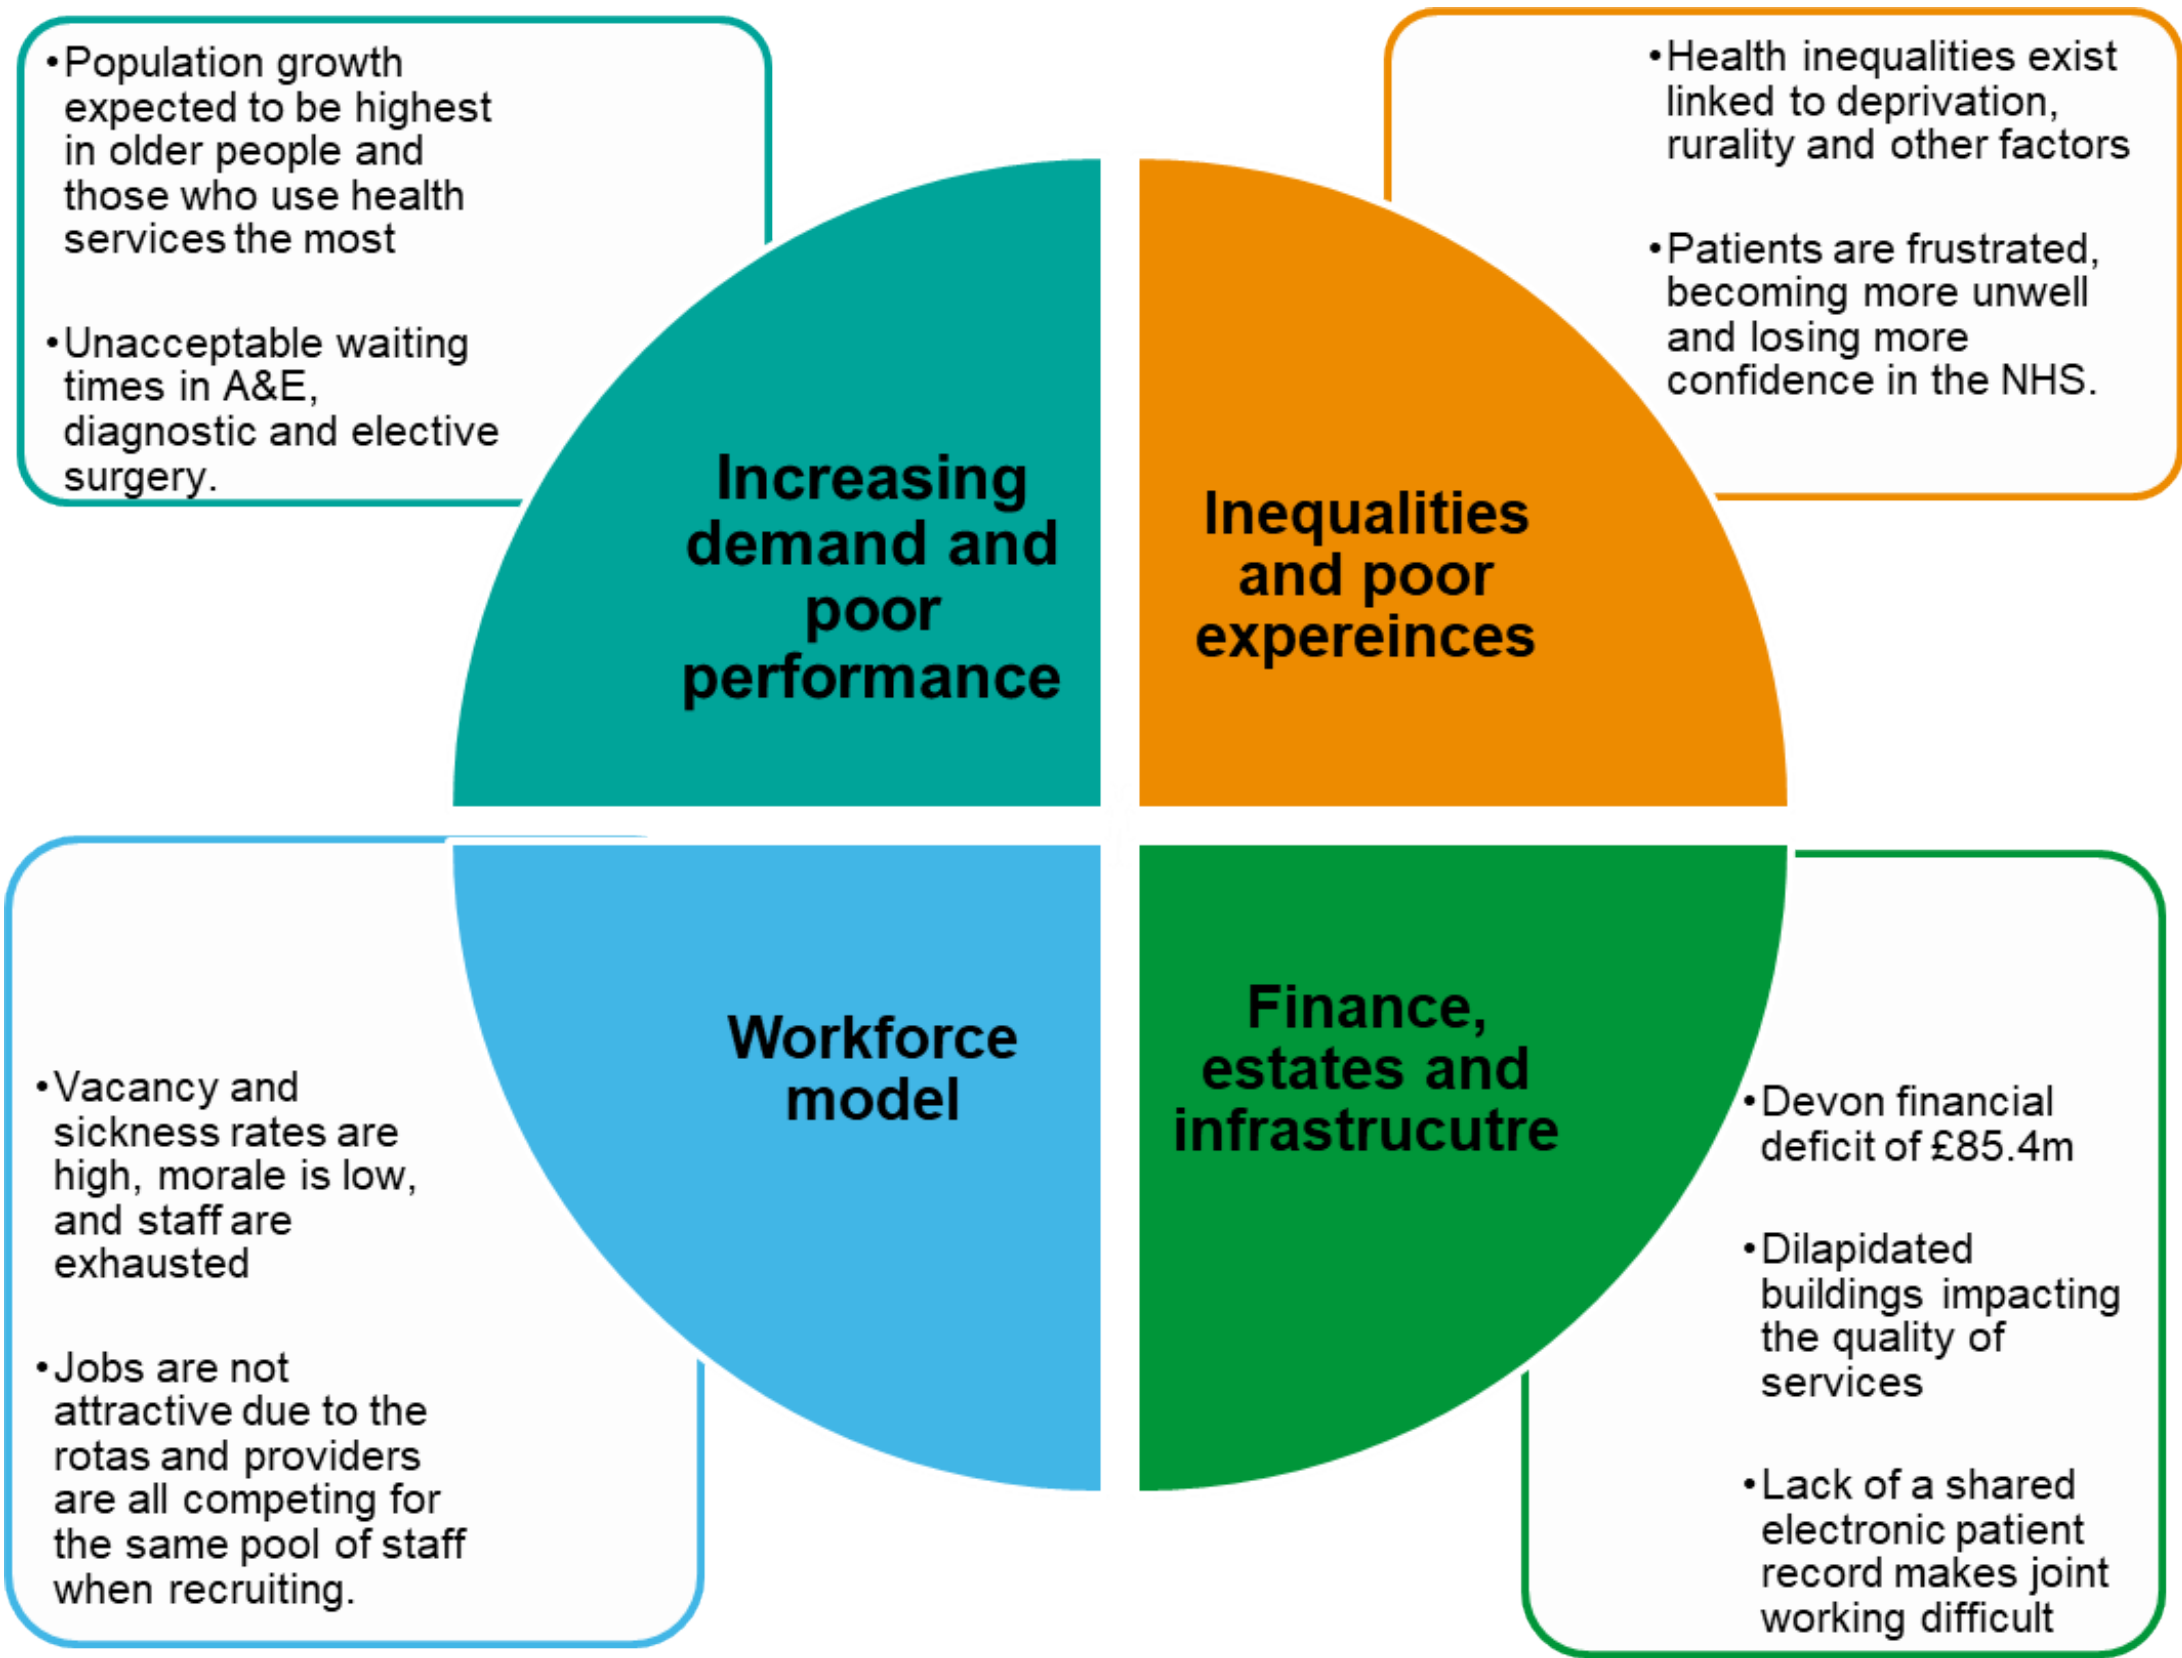 •Population growth
expected to be highest
in older people and
those who use health
services the most
•Unacceptable waiting
times in A&E,
diagnostic and elective
surgery.
Increasing
demand and
poor
performance
•Health inequalities exist
linked to deprivation,
rurality and other factors
•Patients are frustrated,
becoming more unwell
and losing more
confidence in the NHS.
Inequalities
and poor
expereinces
•Vacancy and
sickness rates are
high, morale is low,
and staff are
exhausted
•Jobs are not
attractive due to the
rotas and providers
are all competing for
the same pool of staff
when recruiting.
Workforce
model
Finance,
estates and
infrastrucutre
•Devon financial
deficit of £85.4m
•Dilapidated
buildings impacting
the quality of
services
•Lack of a shared
electronic patient
record makes joint
working difficult